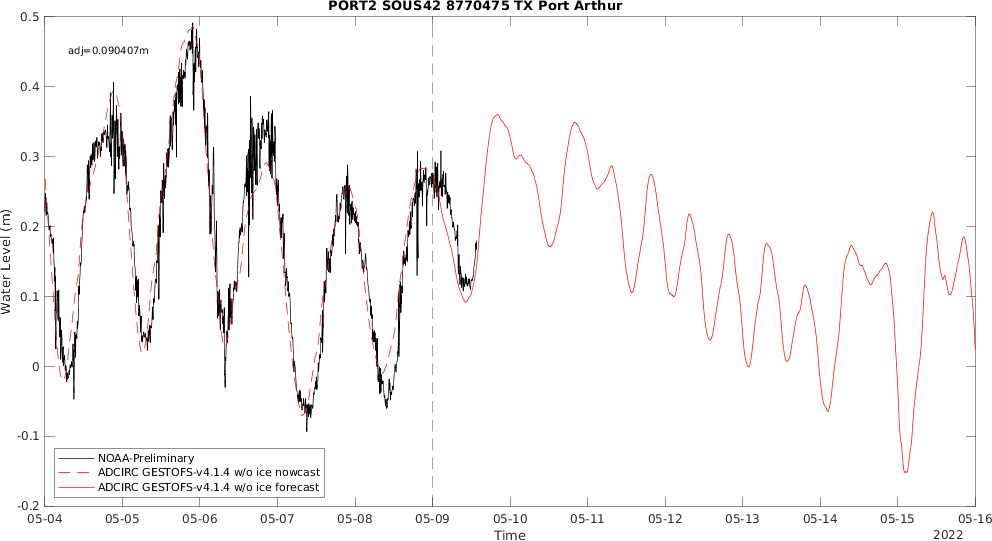 PORT2 SOUS42 8770475 TX Port Arthur
adj=0.090407m
Water Level (m)
0.5
0.4
0.3
0.2
0.1
0
-0.1
-0.2
NOAA-Preliminary
ADCIRC GESTOFS-v4.1.4 w/o ice nowcast
ADCIRC GESTOFS-v4.1.4 w/o ice forecast
05-04 05-05 05-06 05-07 05-08 05-09 05-10 05-11 05-12 05-13 05-14 05-15 05-16
Time
2022